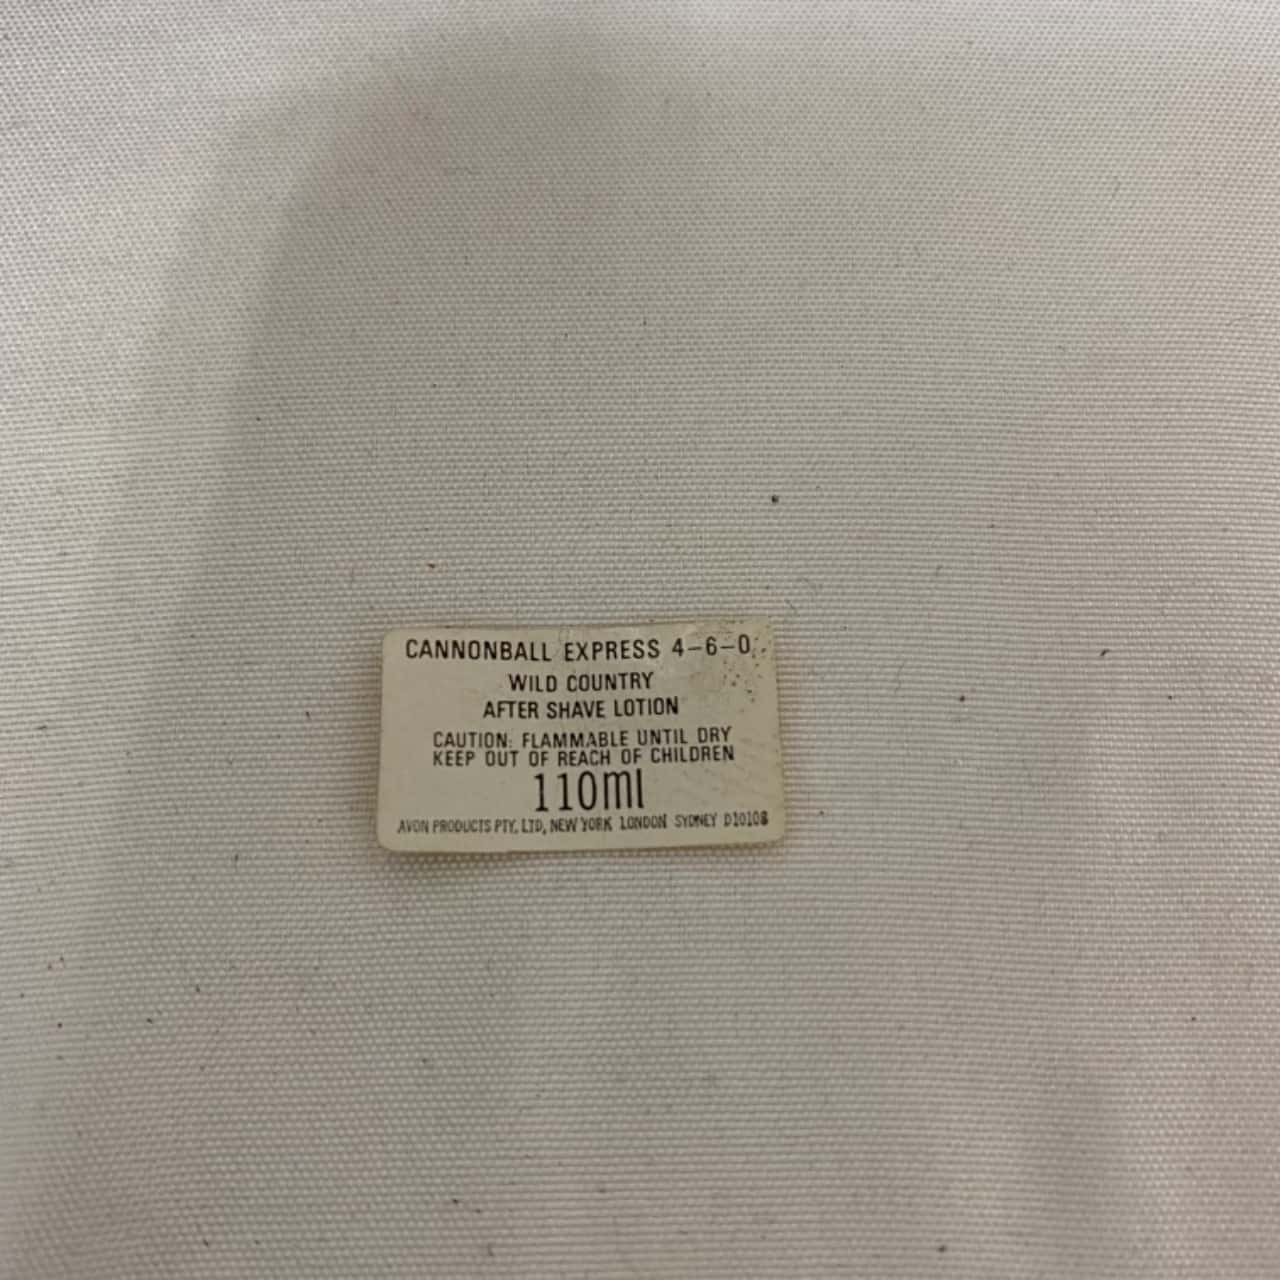 CANNONBALL EXPRESS 4-6-0
WILD COUNTRY
AFTER SHAVE LOTION
CAUTION: FLAMMABLE UNTIL DRY
KEEP OUT OF REACH OF CHILDREN
110ml
AVON PRODUCTS PTY, LTD, NEW YORK LONDON SYDNEY D10108